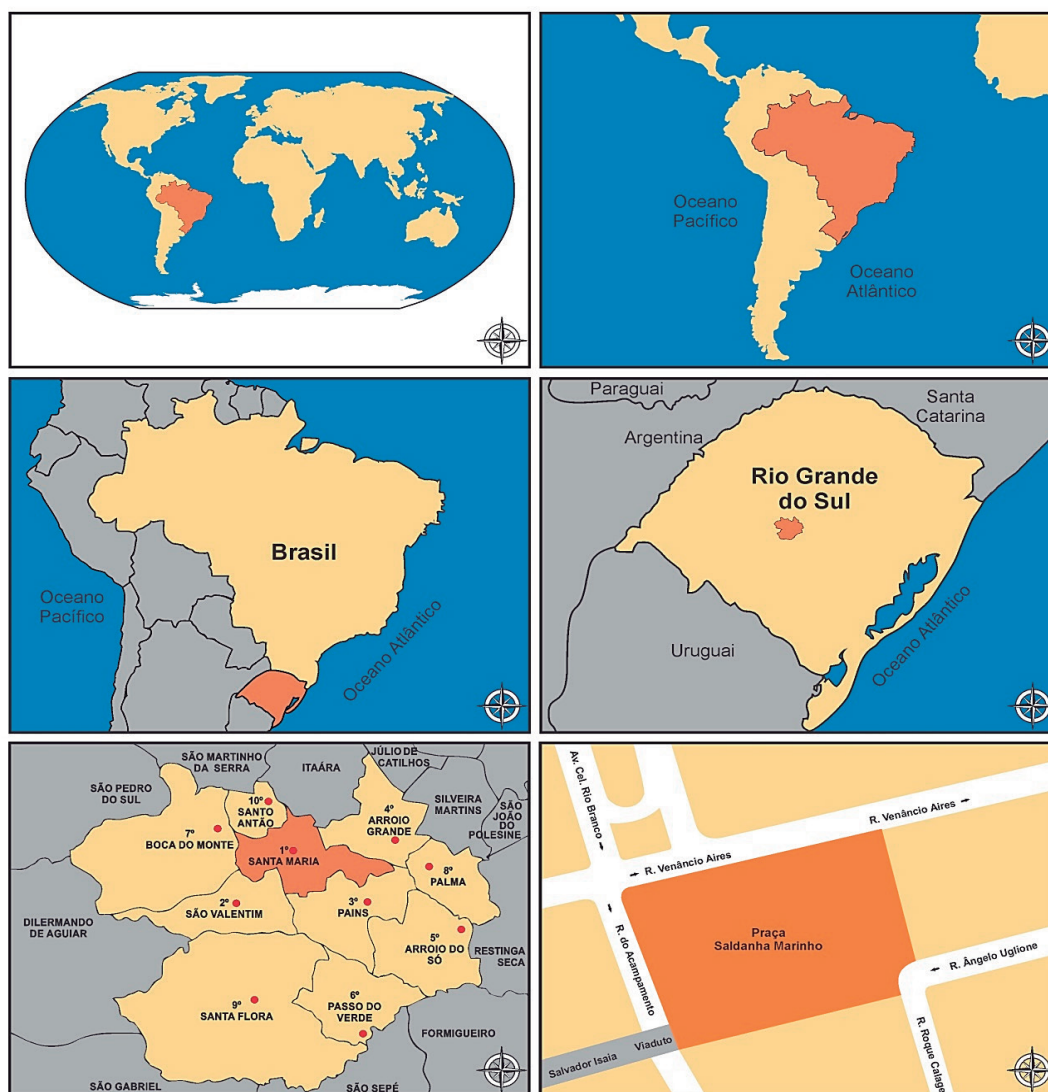 Oceano
Pacífico
Oceano
Atlântico
Brasil
Oceano
Pacífico
Oceano Atlântico
Paraguai
Santa
Catarina
Argentina
Rio Grande
do Sul
Uruguai
Oceano Atlântico
SÃO MARTINHO
DA SERRA
ITAÁRA
JÚLIO DE
CATILHOS
SÃO PEDRO
DO SUL
SILVEIRA
MARTINS
SÃO
JOÃO
DO
POLESINE
10º
SANTO
ANTÃO
4º
ARROIO
GRANDE
7º
BOCA DO MONTE
1º
SANTA MARIA
8º
PALMA
2º
SÃO VALENTIM
3º
PAINS
DILERMANDO
DE AGUIAR
5º
ARROIO DO
SÓ
RESTINGA
SECA
9º
SANTA FLORA
6º
PASSO DO
VERDE
FORMIGUEIRO
SÃO GABRIEL
SÃO SEPÉ
Av. Cel. Rio Branco
R. Venâncio Aires
R. Venâncio Aires
R. do Acampamento
Praça
Saldanha Marinho
R. Ângelo Uglione
Salvador Isaia
Viaduto
R. Roque Calage